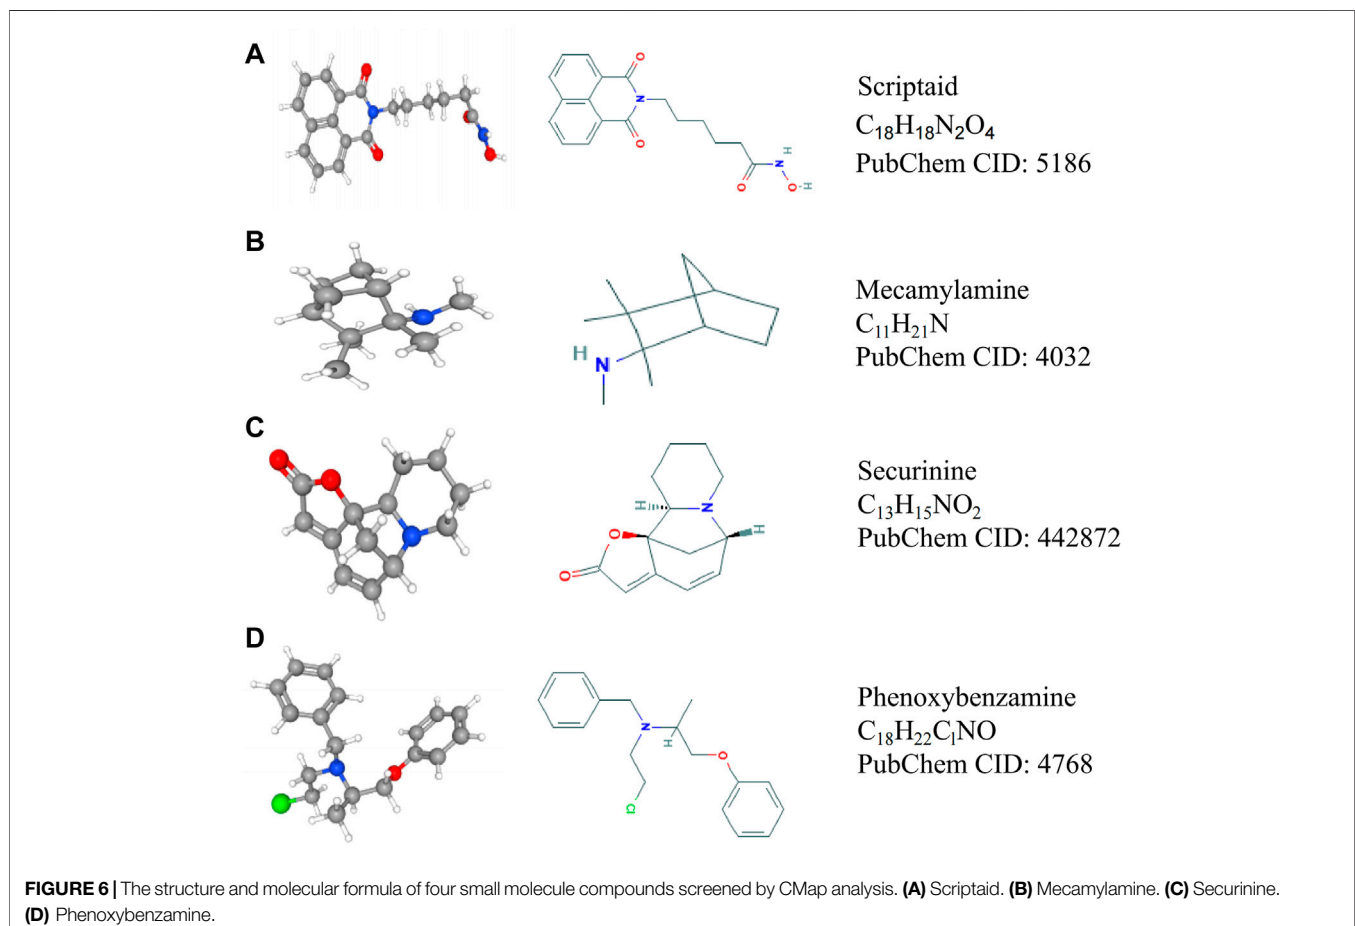 A
Scriptaid
C₁₈H₁₈N₂O₄
PubChem CID: 5186
O
N
O
H
N
O
O-H
B
Mecamylamine
C₁₁H₂₁N
PubChem CID: 4032
H
N
C
Securinine
C₁₃H₁₅NO₂
PubChem CID: 442872
H
N
H
O
O
D
Phenoxybenzamine
C₁₈H₂₂CₗNO
PubChem CID: 4768
N
H
O
Cl
FIGURE 6 | The structure and molecular formula of four small molecule compounds screened by CMap analysis. (A) Scriptaid. (B) Mecamylamine. (C) Securinine.
(D) Phenoxybenzamine.